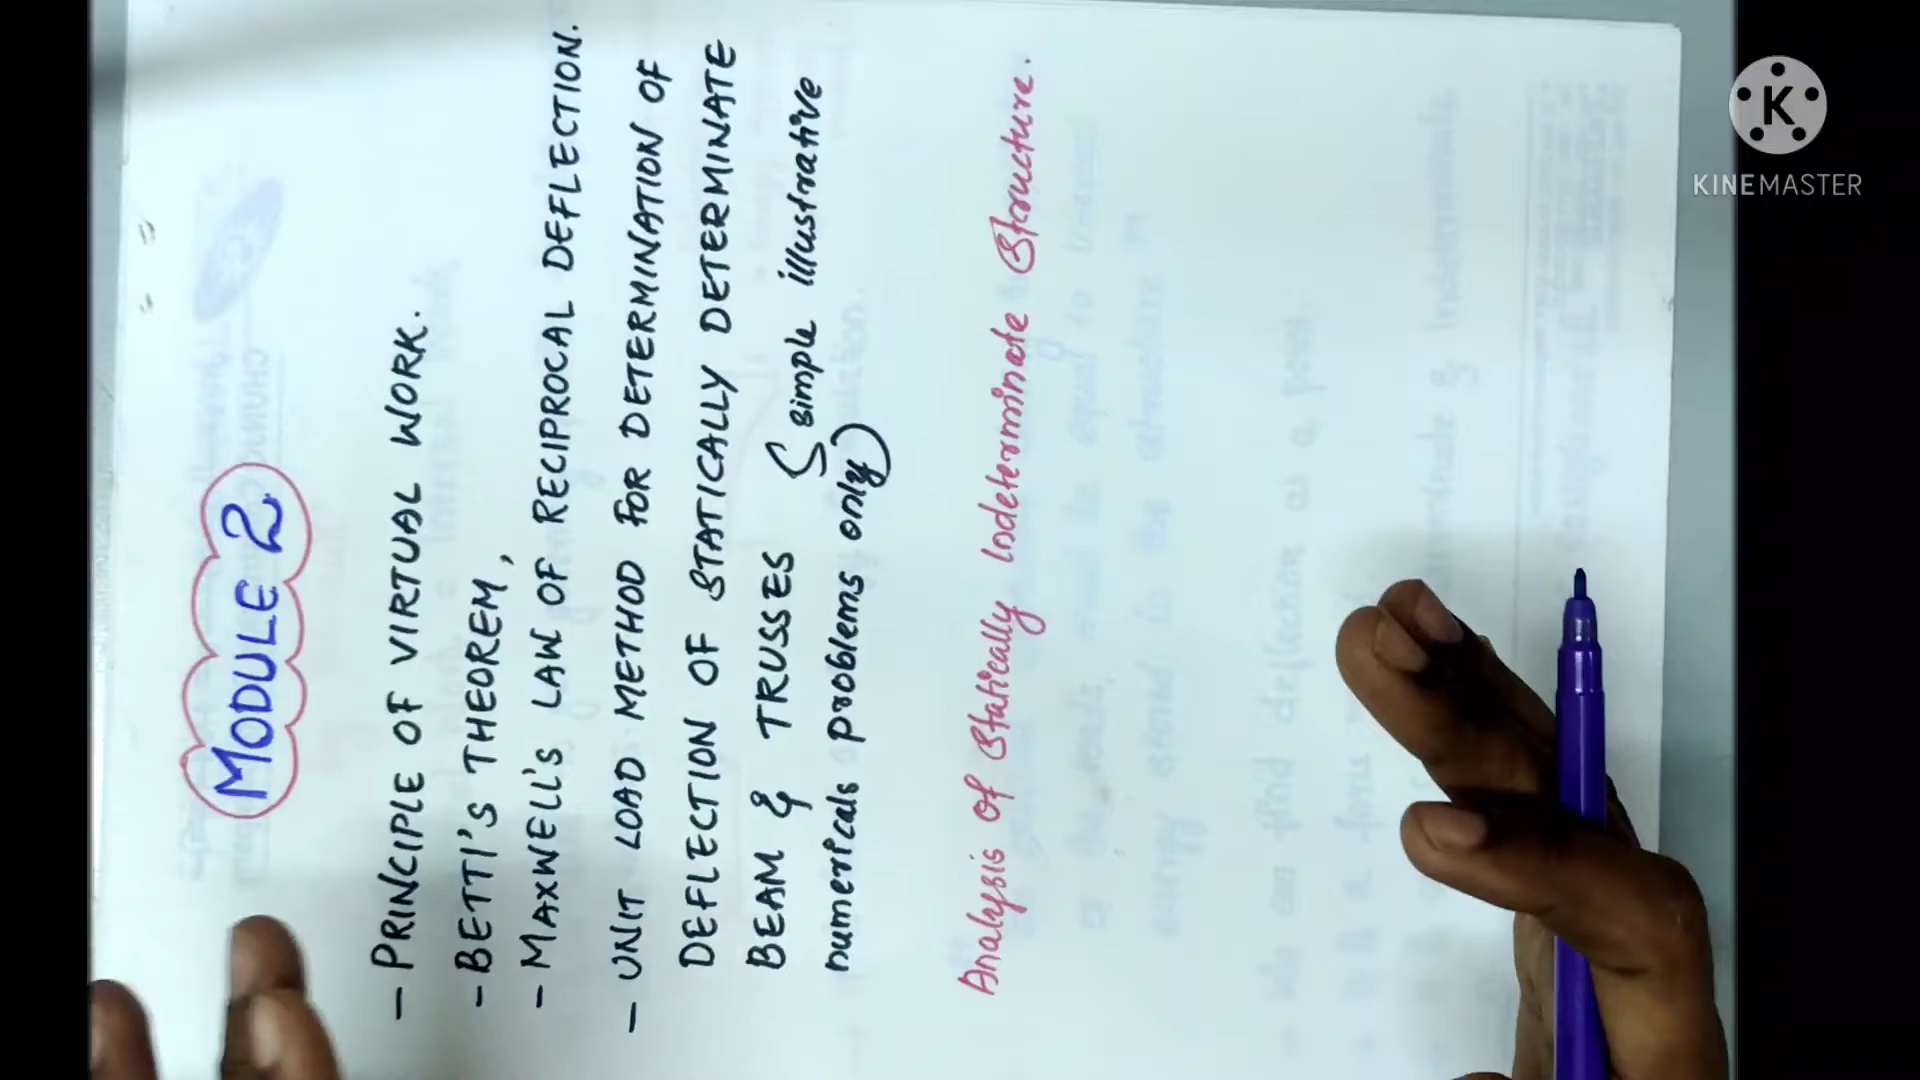 MODULE 2
- PRINCIPLE OF VIRTUAL WORK.
- BETTI'S THEOREM,
- MAXWELL'S LAW OF RECIPROCAL DEFLECTION.
- UNIT LOAD METHOD FOR DETERMINATION OF
DEFLECTION OF STATICALLY DETERMINATE
BEAM & TRUSSES (simple illustrative
numericals problems only)
Analysis of Statically Indeterminate Structure.
KINEMASTER